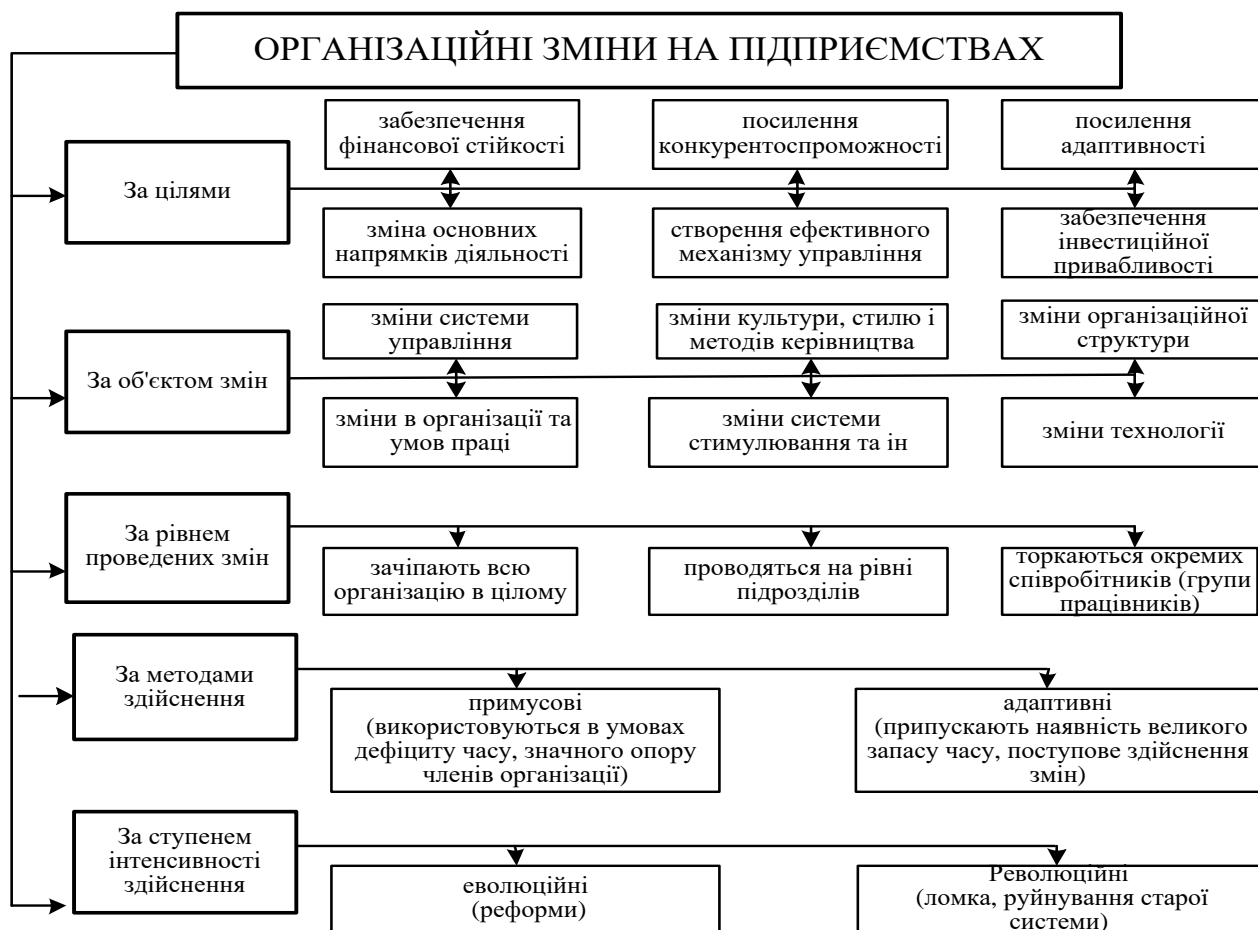 ОРГАНІЗАЦІЙНІ ЗМІНИ НА ПІДПРИЄМСТВАХ
За цілями
забезпечення
фінансової стійкості
посилення
конкурентоспроможності
посилення
адаптивності
зміна основних
напрямків діяльності
створення ефективного
механізму управління
забезпечення
інвестиційної
привабливості
За об'єктом змін
зміни системи
управління
зміни культури, стилю і
методів керівництва
зміни організаційної
структури
зміни в організації та
умов праці
зміни системи
стимулювання та ін
зміни технології
За рівнем
проведених змін
зачіпають всю
організацію в цілому
проводяться на рівні
підрозділів
торкаються окремих
співробітників (групи
працівників)
За методами
здійснення
примусові
(використовуються в умовах
дефіциту часу, значного опору
членів організації)
адаптивні
(припускають наявність великого
запасу часу, поступове здійснення
змін)
За ступенем
інтенсивності
здійснення
еволюційні
(реформи)
Революційні
(ломка, руйнування старої
системи)